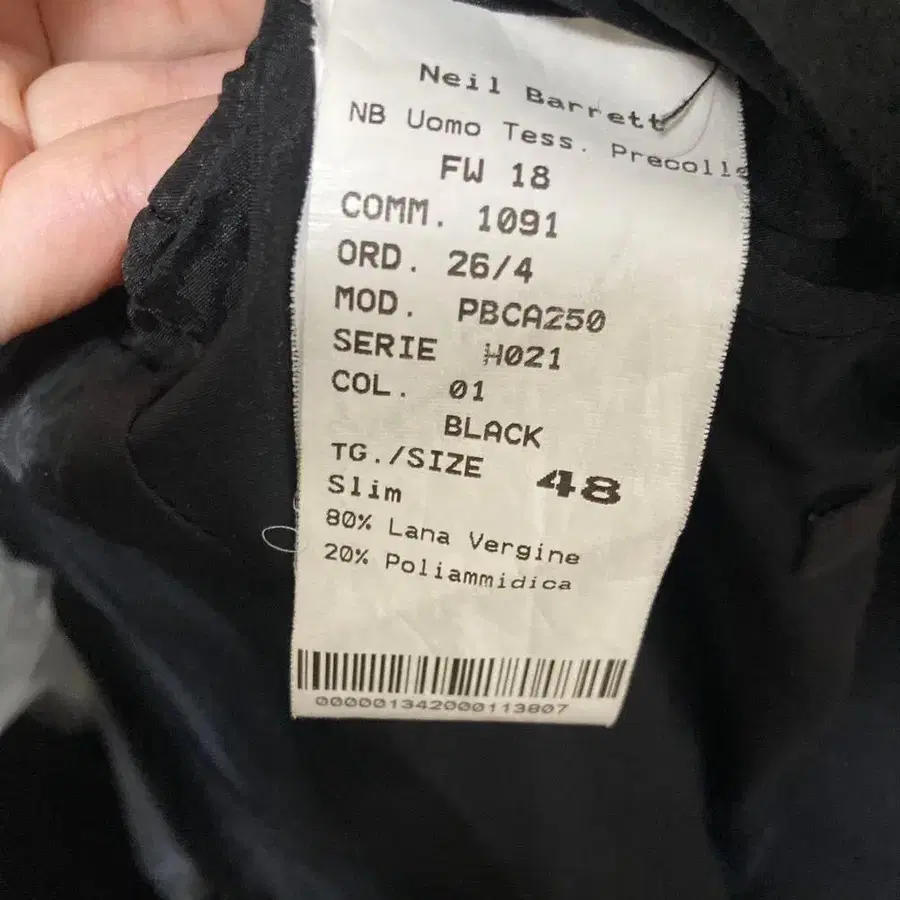 Neil Barrett
NB Uomo Tess. Precolle
FW 18
COMM. 1091
ORD. 26/4
MOD. PBCA250
SERIE H021
COL. 01
BLACK
TG./SIZE 48
Slim
80% Lana Vergine
20% Poliammidica
000001342000113807